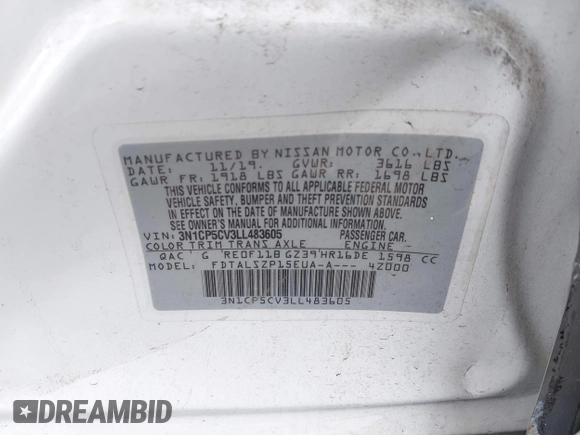 MANUFACTURED BY NISSAN MOTOR CO., LTD.
DATE: 11/19. GVWR: 3616 LBS
GAWR FR: 1918 LBS GAWR RR: 1698 LBS
THIS VEHICLE CONFORMS TO ALL APPLICABLE FEDERAL MOTOR
VEHICLE SAFETY, BUMPER AND THEFT PREVENTION STANDARDS
IN EFFECT ON THE DATE OF MANUFACTURE SHOWN ABOVE.
SEE OWNER'S MANUAL FOR ADDITIONAL INFORMATION.
3N1CP5CV3LL483605 PASSENGER CAR.
COLOR TRIM TRANS AXLE ENGINE
QAC G RE0F11B GZ39 HR16DE 1598 CC
FDTALSZP15EUA-A--- 4Z000
3N1CP5CV3LL483605
DREAMBID